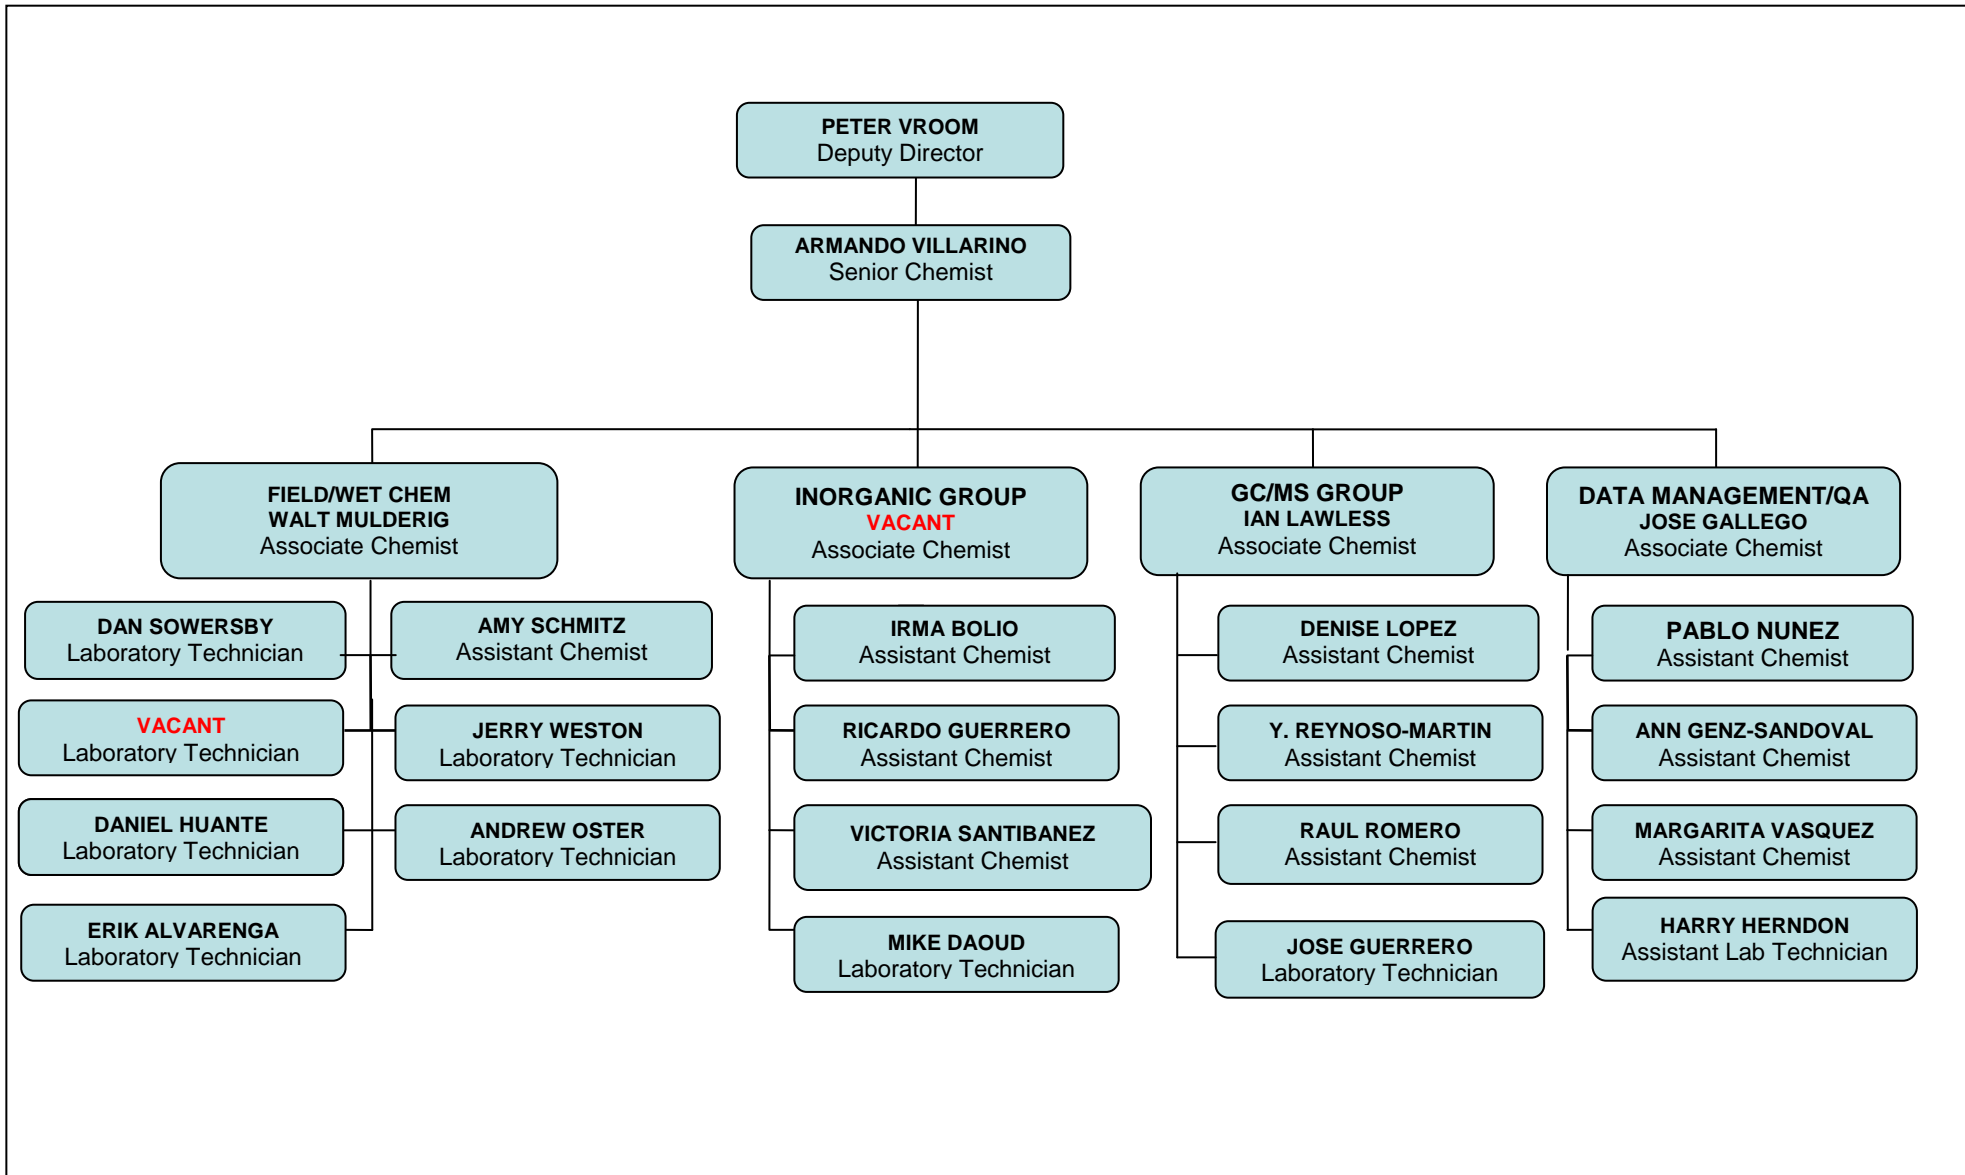 PETER VROOM
Deputy Director
ARMANDO VILLARINO
Senior Chemist
FIELD/WET CHEM
WALT MULDERIG
Associate Chemist
INORGANIC GROUP
VACANT
Associate Chemist
GC/MS GROUP
IAN LAWLESS
Associate Chemist
DATA MANAGEMENT/QA
JOSE GALLEGO
Associate Chemist
DAN SOWERSBY
Laboratory Technician
AMY SCHMITZ
Assistant Chemist
VACANT
Laboratory Technician
JERRY WESTON
Laboratory Technician
DANIEL HUANTE
Laboratory Technician
ANDREW OSTER
Laboratory Technician
ERIK ALVARENGA
Laboratory Technician
IRMA BOLIO
Assistant Chemist
RICARDO GUERRERO
Assistant Chemist
VICTORIA SANTIBANEZ
Assistant Chemist
MIKE DAOUD
Laboratory Technician
DENISE LOPEZ
Assistant Chemist
Y. REYNOSO-MARTIN
Assistant Chemist
RAUL ROMERO
Assistant Chemist
JOSE GUERRERO
Laboratory Technician
PABLO NUNEZ
Assistant Chemist
ANN GENZ-SANDOVAL
Assistant Chemist
MARGARITA VASQUEZ
Assistant Chemist
HARRY HERNDON
Assistant Lab Technician